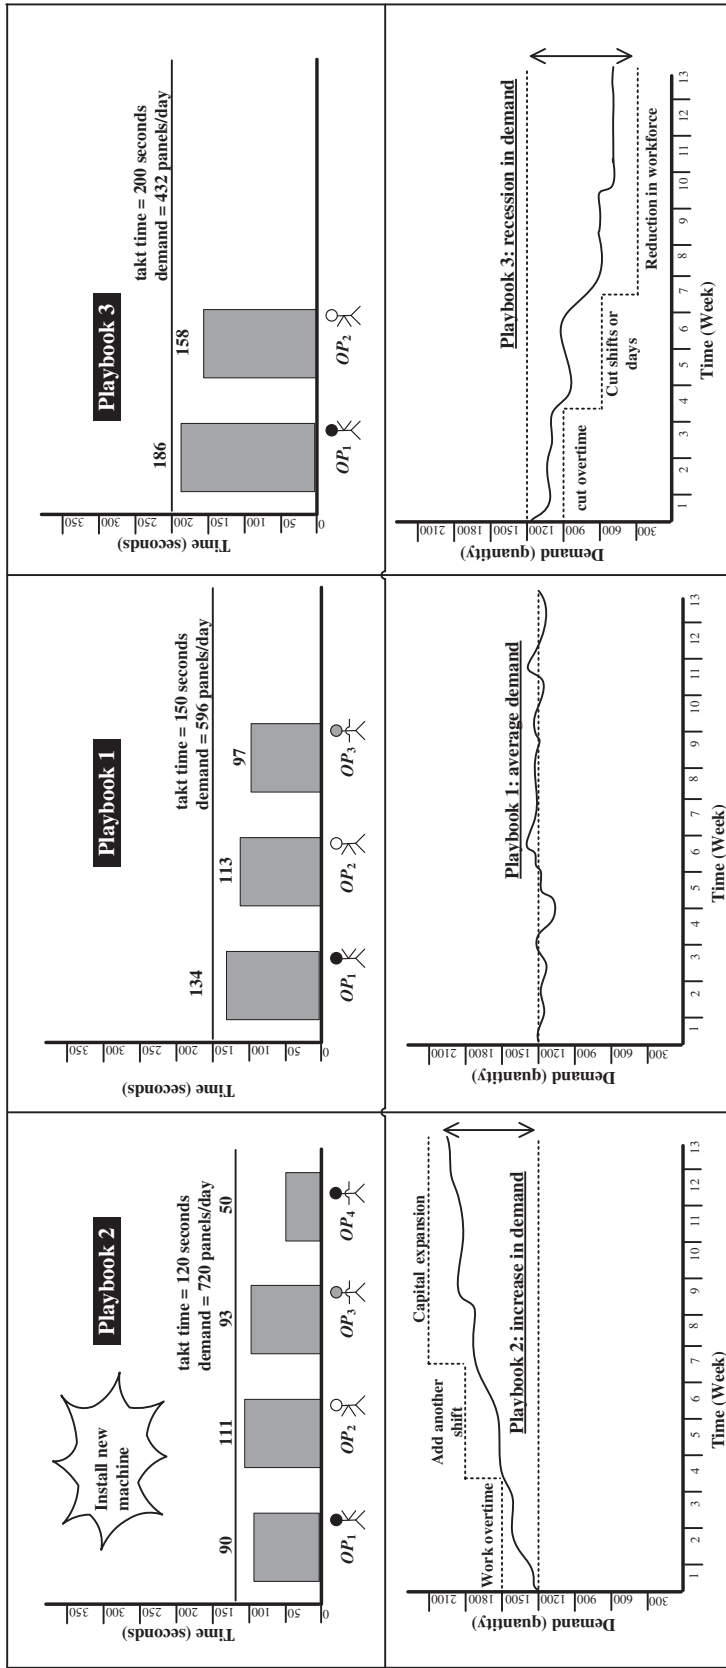 Playbook 2
Install new
machine
takt time = 120 seconds
demand = 720 panels/day
Time (seconds)
350
300
250
200
150
100
50
0
90
111
93
50
OP1
OP2
OP3
OP4
Playbook 1
takt time = 150 seconds
demand = 596 panels/day
Time (seconds)
350
300
250
200
150
100
50
0
134
113
97
OP1
OP2
OP3
Playbook 3
takt time = 200 seconds
demand = 432 panels/day
Time (seconds)
350
300
250
200
150
100
50
0
186
158
OP1
OP2
Demand (quantity)
2100
1800
1500
1200
900
600
300
Capital expansion
Add another
shift
Work overtime
Playbook 2: increase in demand
1 2 3 4 5 6 7 8 9 10 11 12 13
Time (Week)
Demand (quantity)
2100
1800
1500
1200
900
600
300
Playbook 1: average demand
1 2 3 4 5 6 7 8 9 10 11 12 13
Time (Week)
Demand (quantity)
2100
1800
1500
1200
900
600
300
Playbook 3: recession in demand
cut overtime
Cut shifts or
days
Reduction in workforce
1 2 3 4 5 6 7 8 9 10 11 12 13
Time (Week)